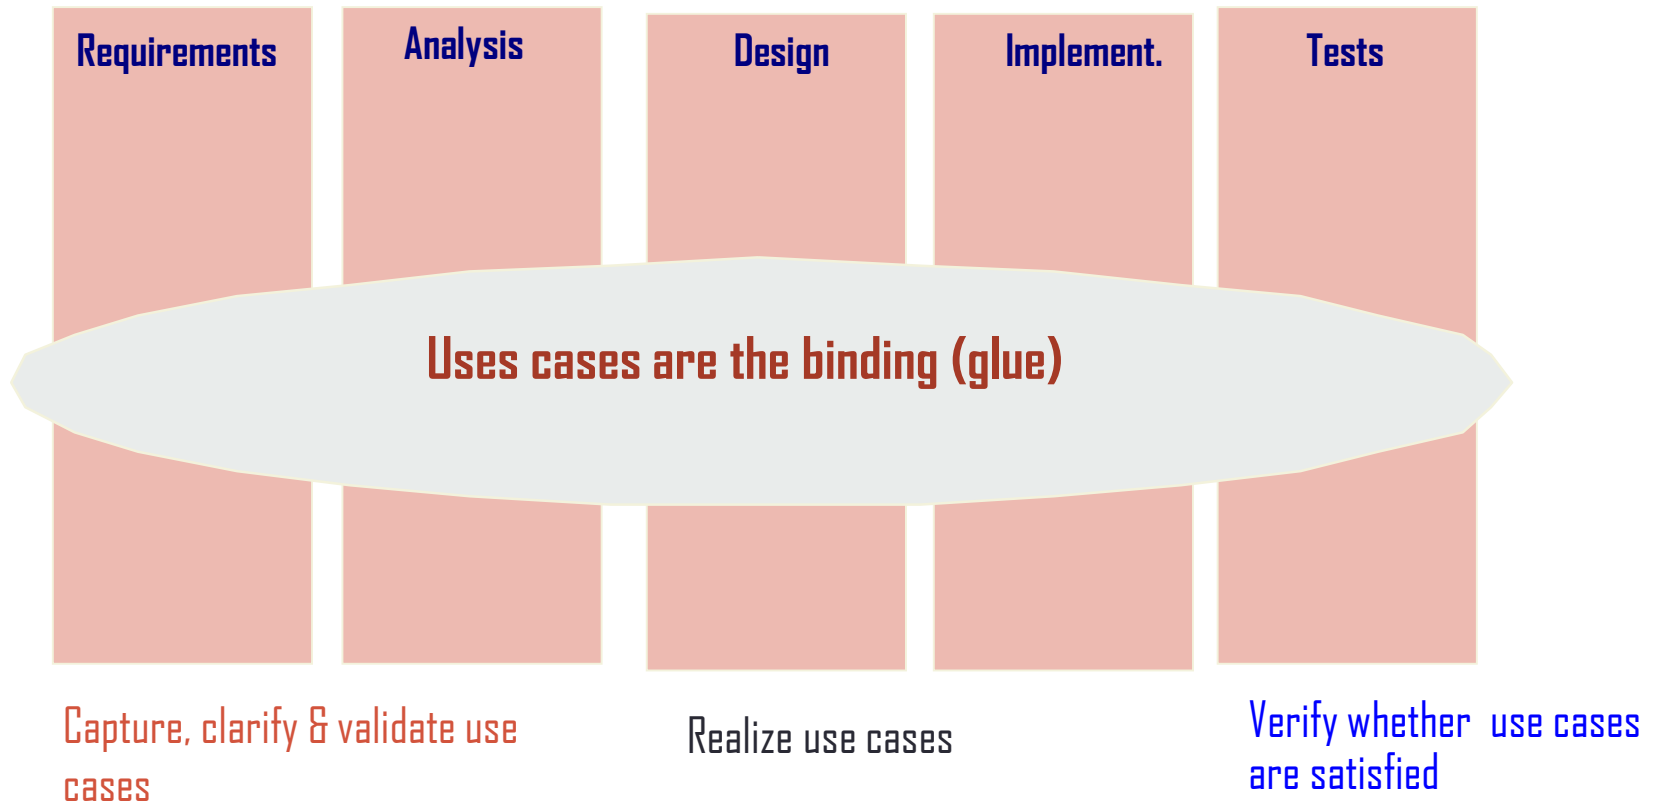 Requirements
Analysis
Design
Implement.
Tests
Uses cases are the binding (glue)
Capture, clarify & validate use
cases
Realize use cases
Verify whether use cases
are satisfied